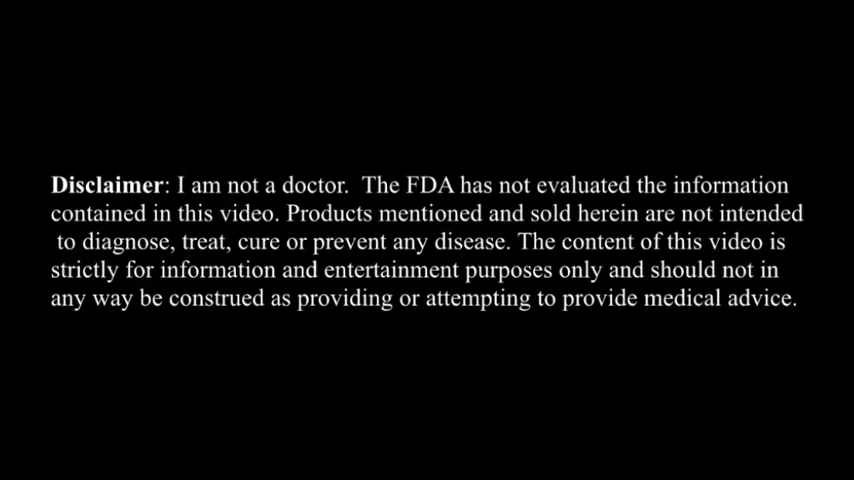 Disclaimer: I am not a doctor.  The FDA has not evaluated the information
contained in this video. Products mentioned and sold herein are not intended
to diagnose, treat, cure or prevent any disease. The content of this video is
strictly for information and entertainment purposes only and should not in
any way be construed as providing or attempting to provide medical advice.